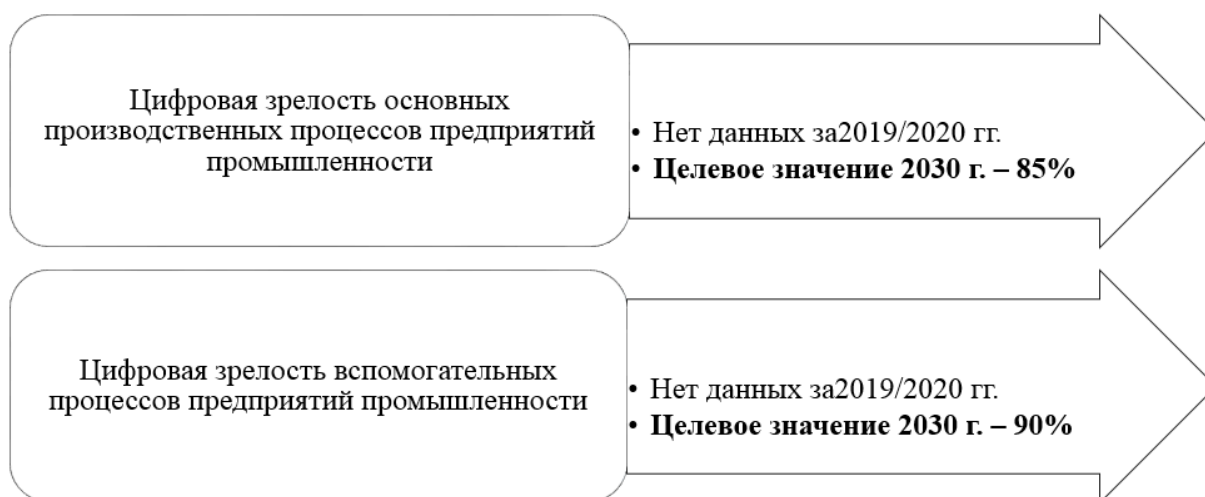 Цифровая зрелость основных
производственных процессов предприятий
промышленности
• Нет данных за2019/2020 гг.
• Целевое значение 2030 г. – 85%
Цифровая зрелость вспомогательных
процессов предприятий промышленности
• Нет данных за2019/2020 гг.
• Целевое значение 2030 г. – 90%